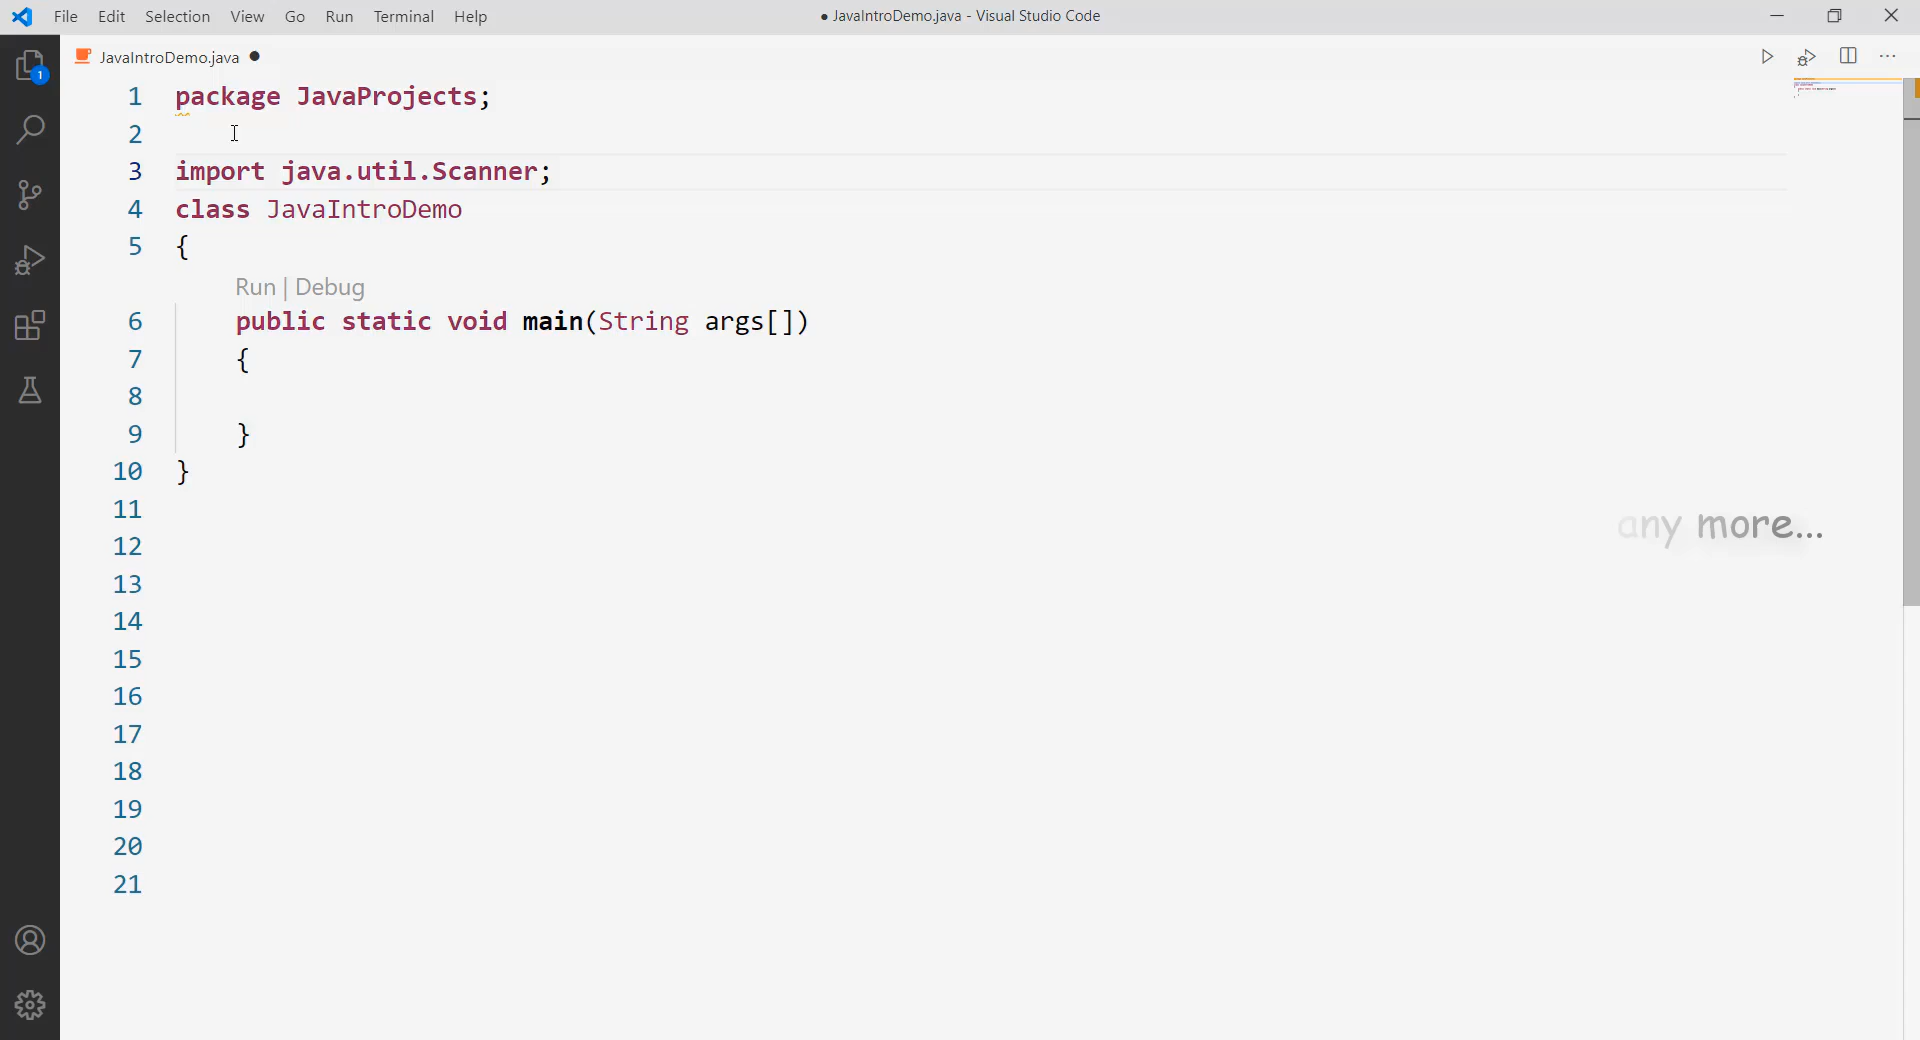 File Edit Selection View Go Run Terminal Help
● JavaIntroDemo.java - Visual Studio Code
JavaIntroDemo.java ●
1 package JavaProjects;
2
3 import java.util.Scanner;
4 class JavaIntroDemo
5 {
Run | Debug
6 public static void main(String args[])
7 {
8
9 }
10 }
11
any more...
12
13
14
15
16
17
18
19
20
21
1